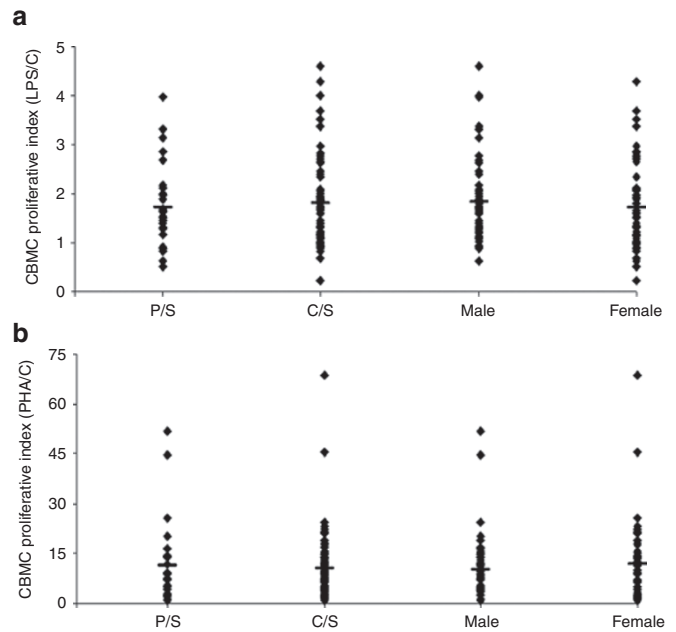 a
CBMC proliferative index (LPS/C)
5
4
3
2
1
0
P/S C/S Male Female
b
CBMC proliferative index (PHA/C)
75
60
45
30
15
0
P/S C/S Male Female